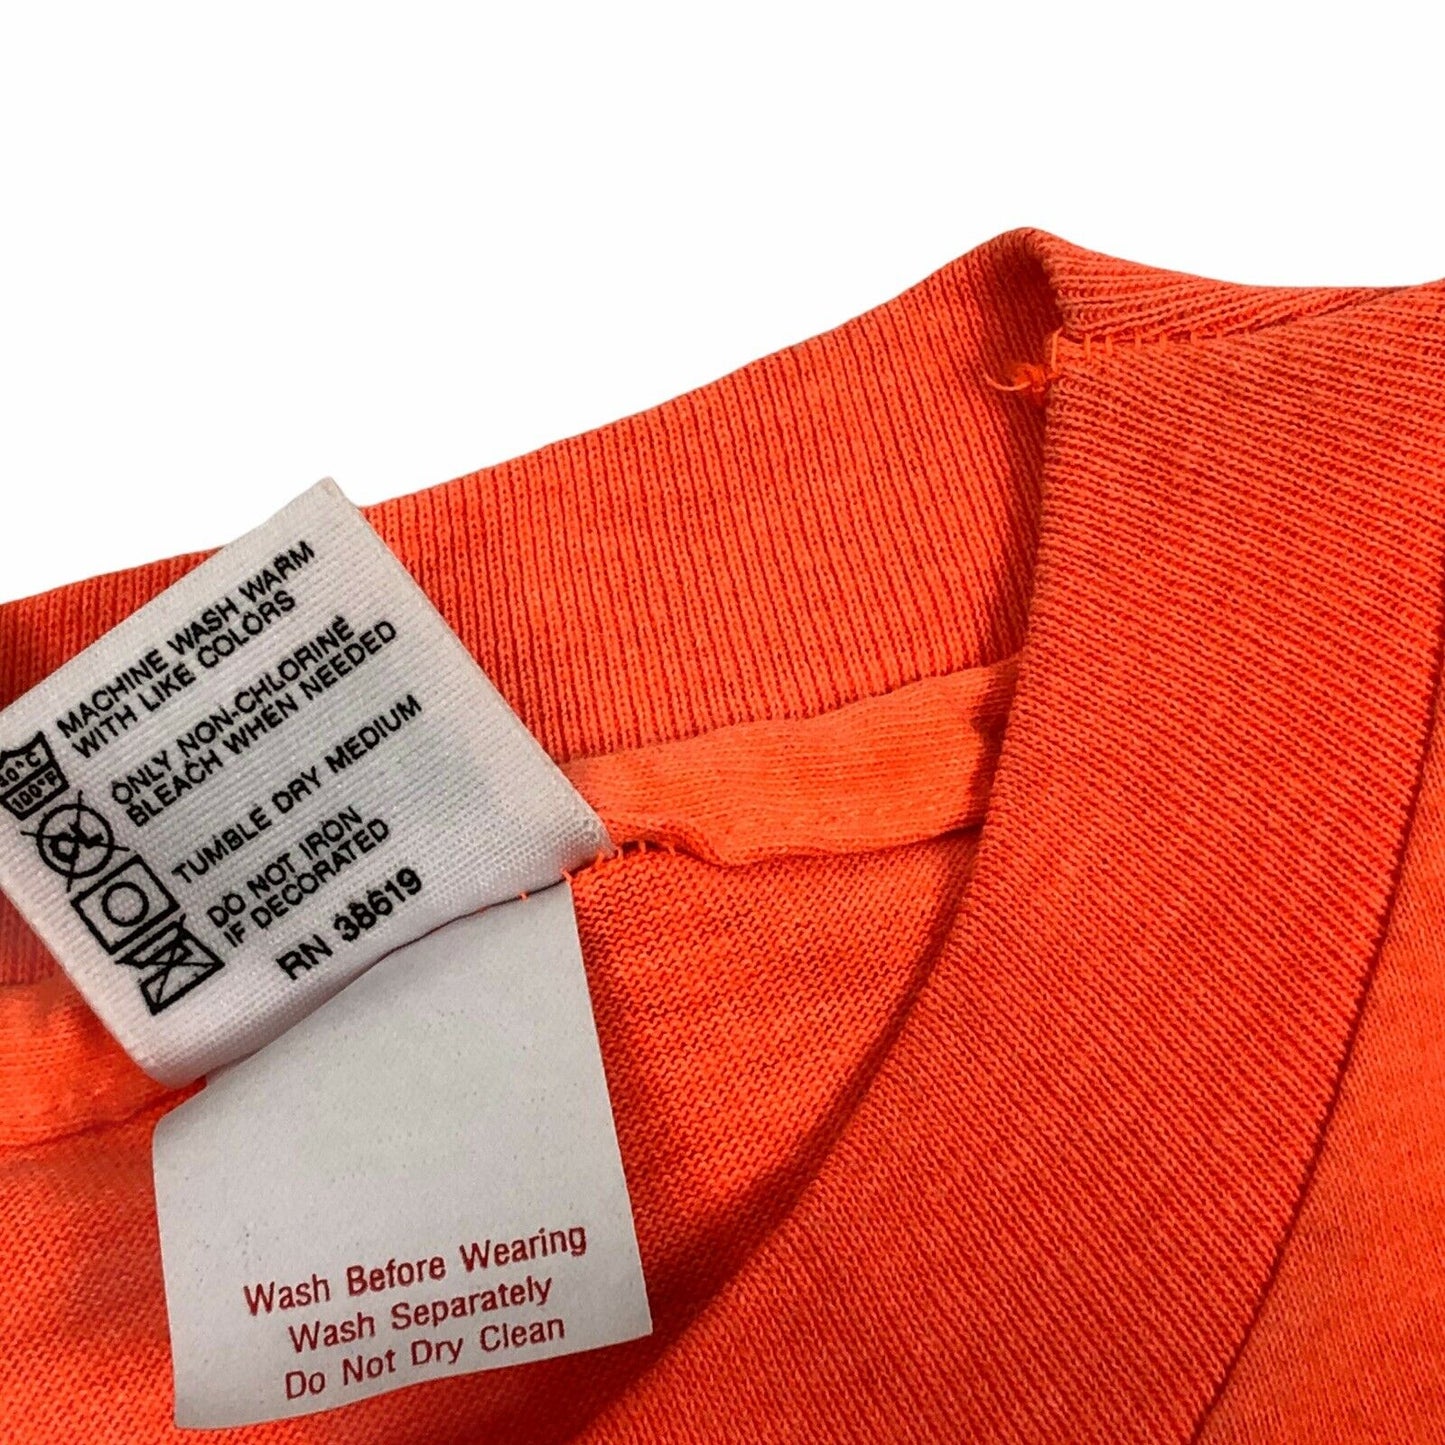 MACHINE WASH WARM
WITH LIKE COLORS
ONLY NON-CHLORINE
BLEACH WHEN NEEDED
TUMBLE DRY MEDIUM
DO NOT IRON
IF DECORATED
RN 38619
40°C
100°F
Wash Before Wearing
Wash Separately
Do Not Dry Clean